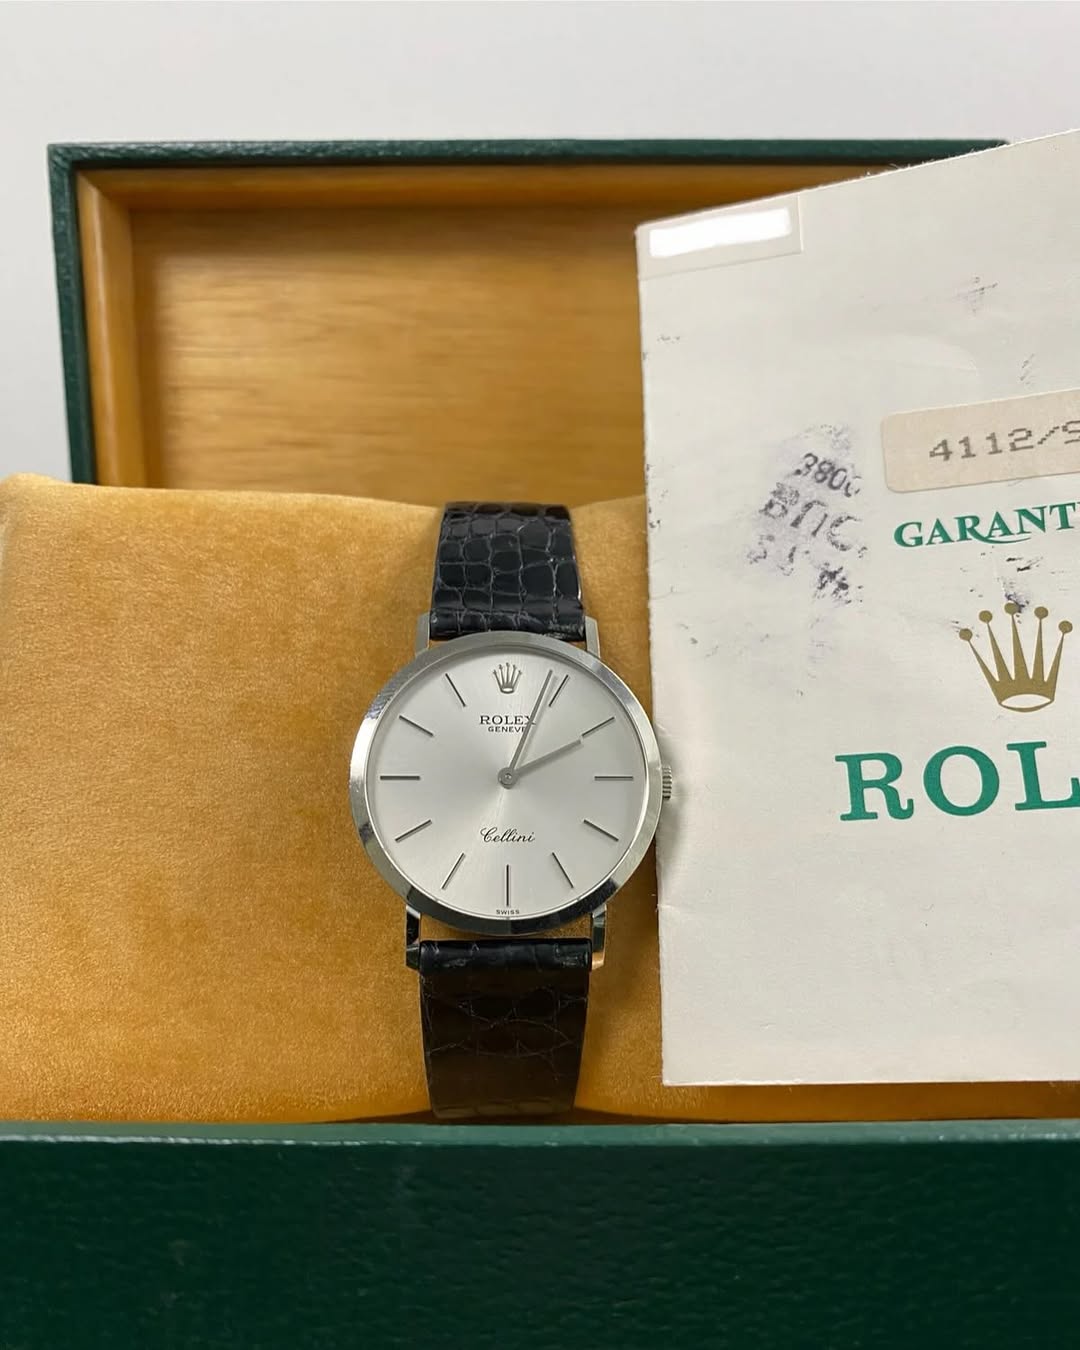 4112/9
GARANT
ROL
ROLEX
GENEVE
Cellini
SWISS